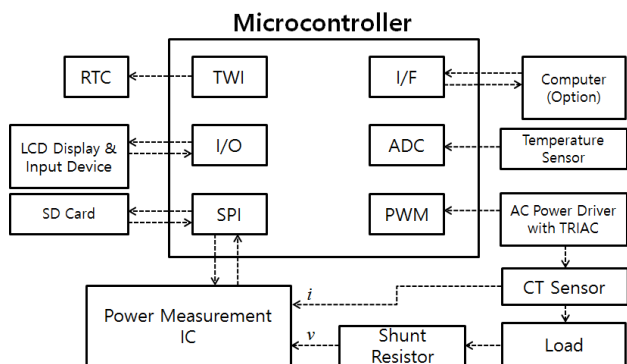 Microcontroller
RTC
TWI
I/F
Computer
(Option)
LCD Display &
Input Device
I/O
ADC
Temperature
Sensor
SD Card
SPI
PWM
AC Power Driver
with TRIAC
Power Measurement
IC
i
v
CT Sensor
Shunt
Resistor
Load